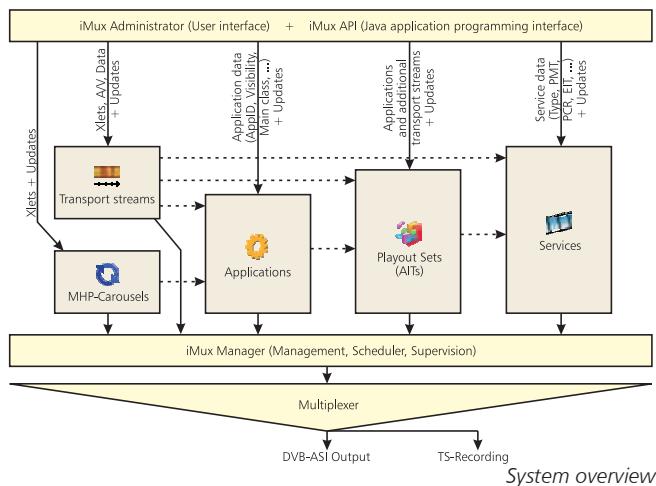 iMux Administrator (User interface) + iMux API (Java application programming interface)
Xlets + Updates
Xlets, A/V, Data
+ Updates
Application data
(AppID, Visibility,
Main class, ...)
+ Updates
Applications
and additional
transport streams
+ Updates
Service data
(Type, PMT,
PCR, EIT, ...)
+ Updates
Transport streams
MHP-Carousels
Applications
Playout Sets
(AITs)
Services
iMux Manager (Management, Scheduler, Supervision)
Multiplexer
DVB-ASI Output
TS-Recording
System overview